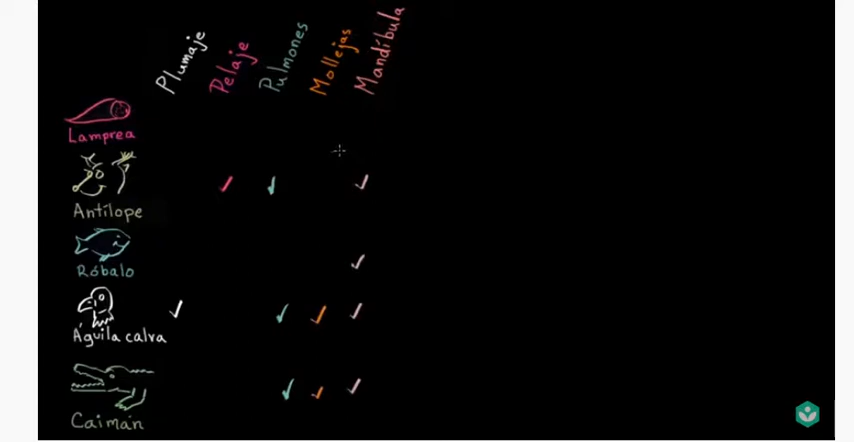 Plumaje
Pelaje
Pulmones
Mollejas
Mandíbula
Lamprea
Antílope
Róbalo
Águila calva
Caimán